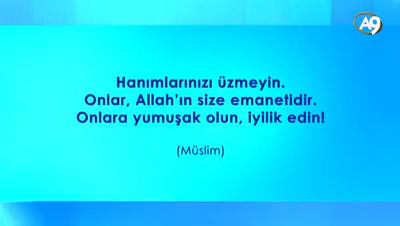 A9
Hanımlarınızı üzmeyin.
Onlar, Allah'ın size emanetidir.
Onlara yumuşak olun, iyilik edin!
(Müslim)